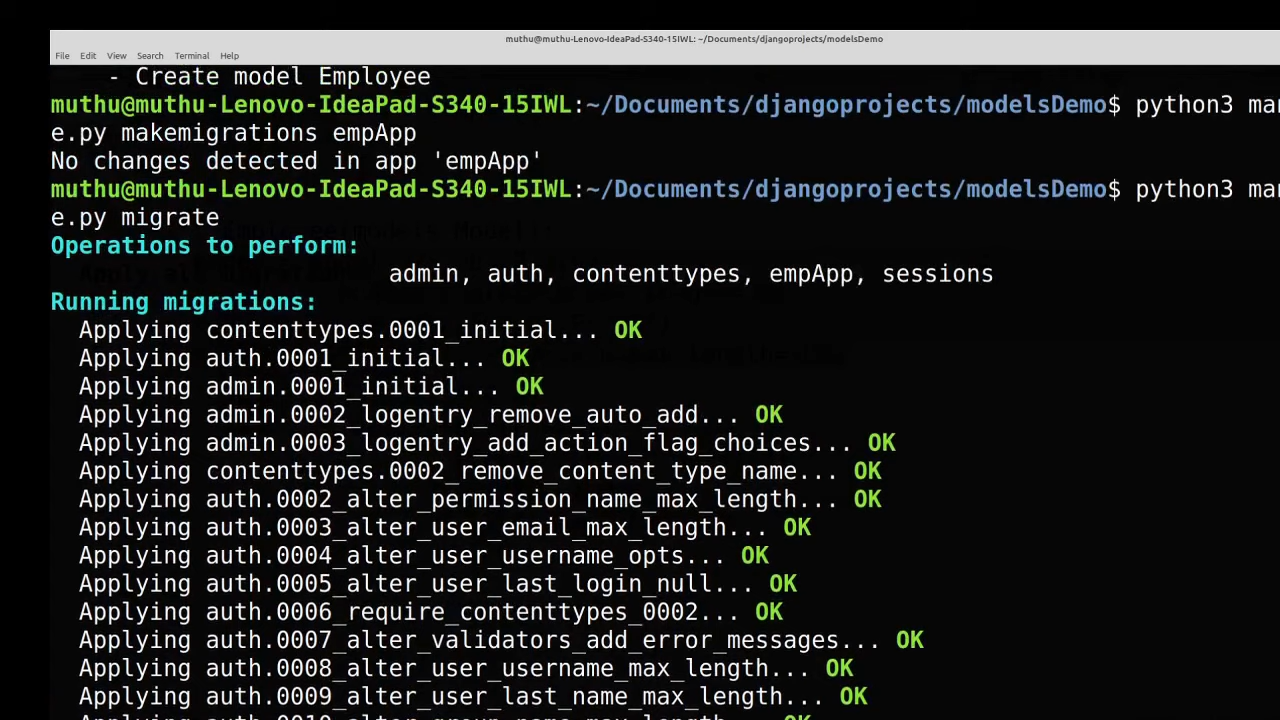 muthu@muthu-Lenovo-IdeaPad-S340-15IWL: ~/Documents/djangoprojects/modelsDemo
File Edit View Search Terminal Help
- Create model Employee
muthu@muthu-Lenovo-IdeaPad-S340-15IWL:~/Documents/djangoprojects/modelsDemo$ python3 man
e.py makemigrations empApp
No changes detected in app 'empApp'
muthu@muthu-Lenovo-IdeaPad-S340-15IWL:~/Documents/djangoprojects/modelsDemo$ python3 man
e.py migrate
Operations to perform:
admin, auth, contenttypes, empApp, sessions
Running migrations:
Applying contenttypes.0001_initial... OK
Applying auth.0001_initial... OK
Applying admin.0001_initial... OK
Applying admin.0002_logentry_remove_auto_add... OK
Applying admin.0003_logentry_add_action_flag_choices... OK
Applying contenttypes.0002_remove_content_type_name... OK
Applying auth.0002_alter_permission_name_max_length... OK
Applying auth.0003_alter_user_email_max_length... OK
Applying auth.0004_alter_user_username_opts... OK
Applying auth.0005_alter_user_last_login_null... OK
Applying auth.0006_require_contenttypes_0002... OK
Applying auth.0007_alter_validators_add_error_messages... OK
Applying auth.0008_alter_user_username_max_length... OK
Applying auth.0009_alter_user_last_name_max_length... OK
Applying auth.0010_alter_group_name_max_length... OK